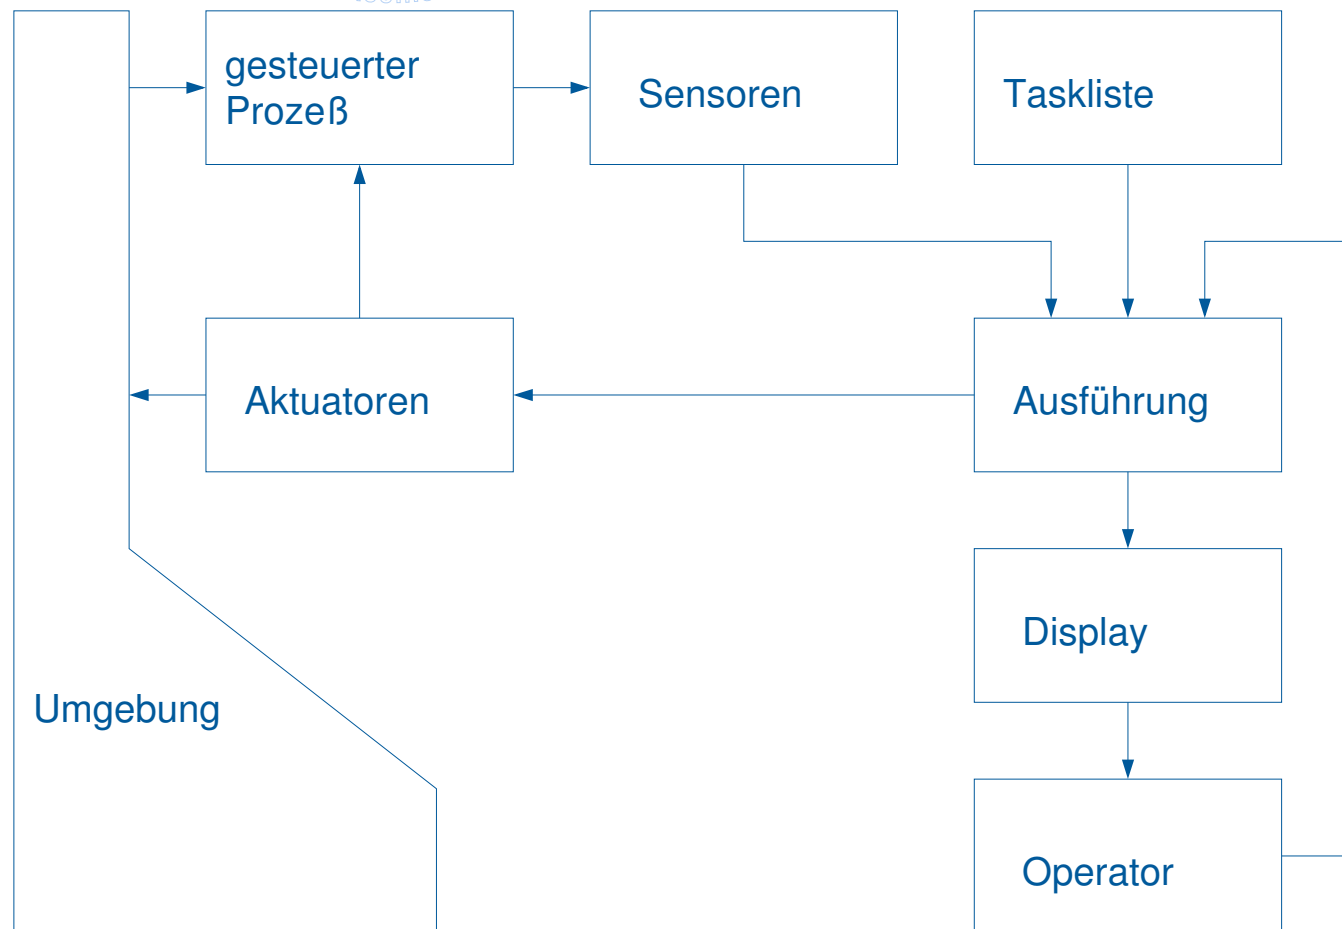 gesteuerter
Prozeß
Sensoren
Taskliste
Aktuatoren
Ausführung
Display
Umgebung
Operator